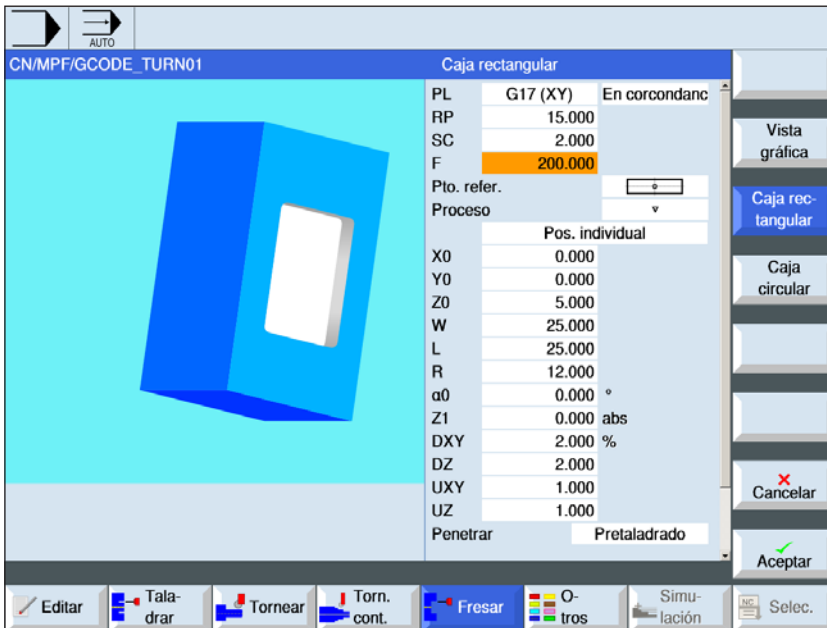 AUTO
CN/MPF/GCODE_TURN01
Caja rectangular
PL G17 (XY) En corcondanc
RP 15.000
SC 2.000
F 200.000
Pto. refer.
Proceso
Pos. individual
X0 0.000
Y0 0.000
Z0 5.000
W 25.000
L 25.000
R 12.000
α0 0.000 °
Z1 0.000 abs
DXY 2.000 %
DZ 2.000
UXY 1.000
UZ 1.000
Penetrar Pretaladrado
Vista
gráfica
Caja rec-
tangular
Caja
circular
Cancelar
Aceptar
Editar
Tala-
drar
Tornear
Torn.
cont.
Fresar
O-
tros
Simu-
lación
NC
Selec.